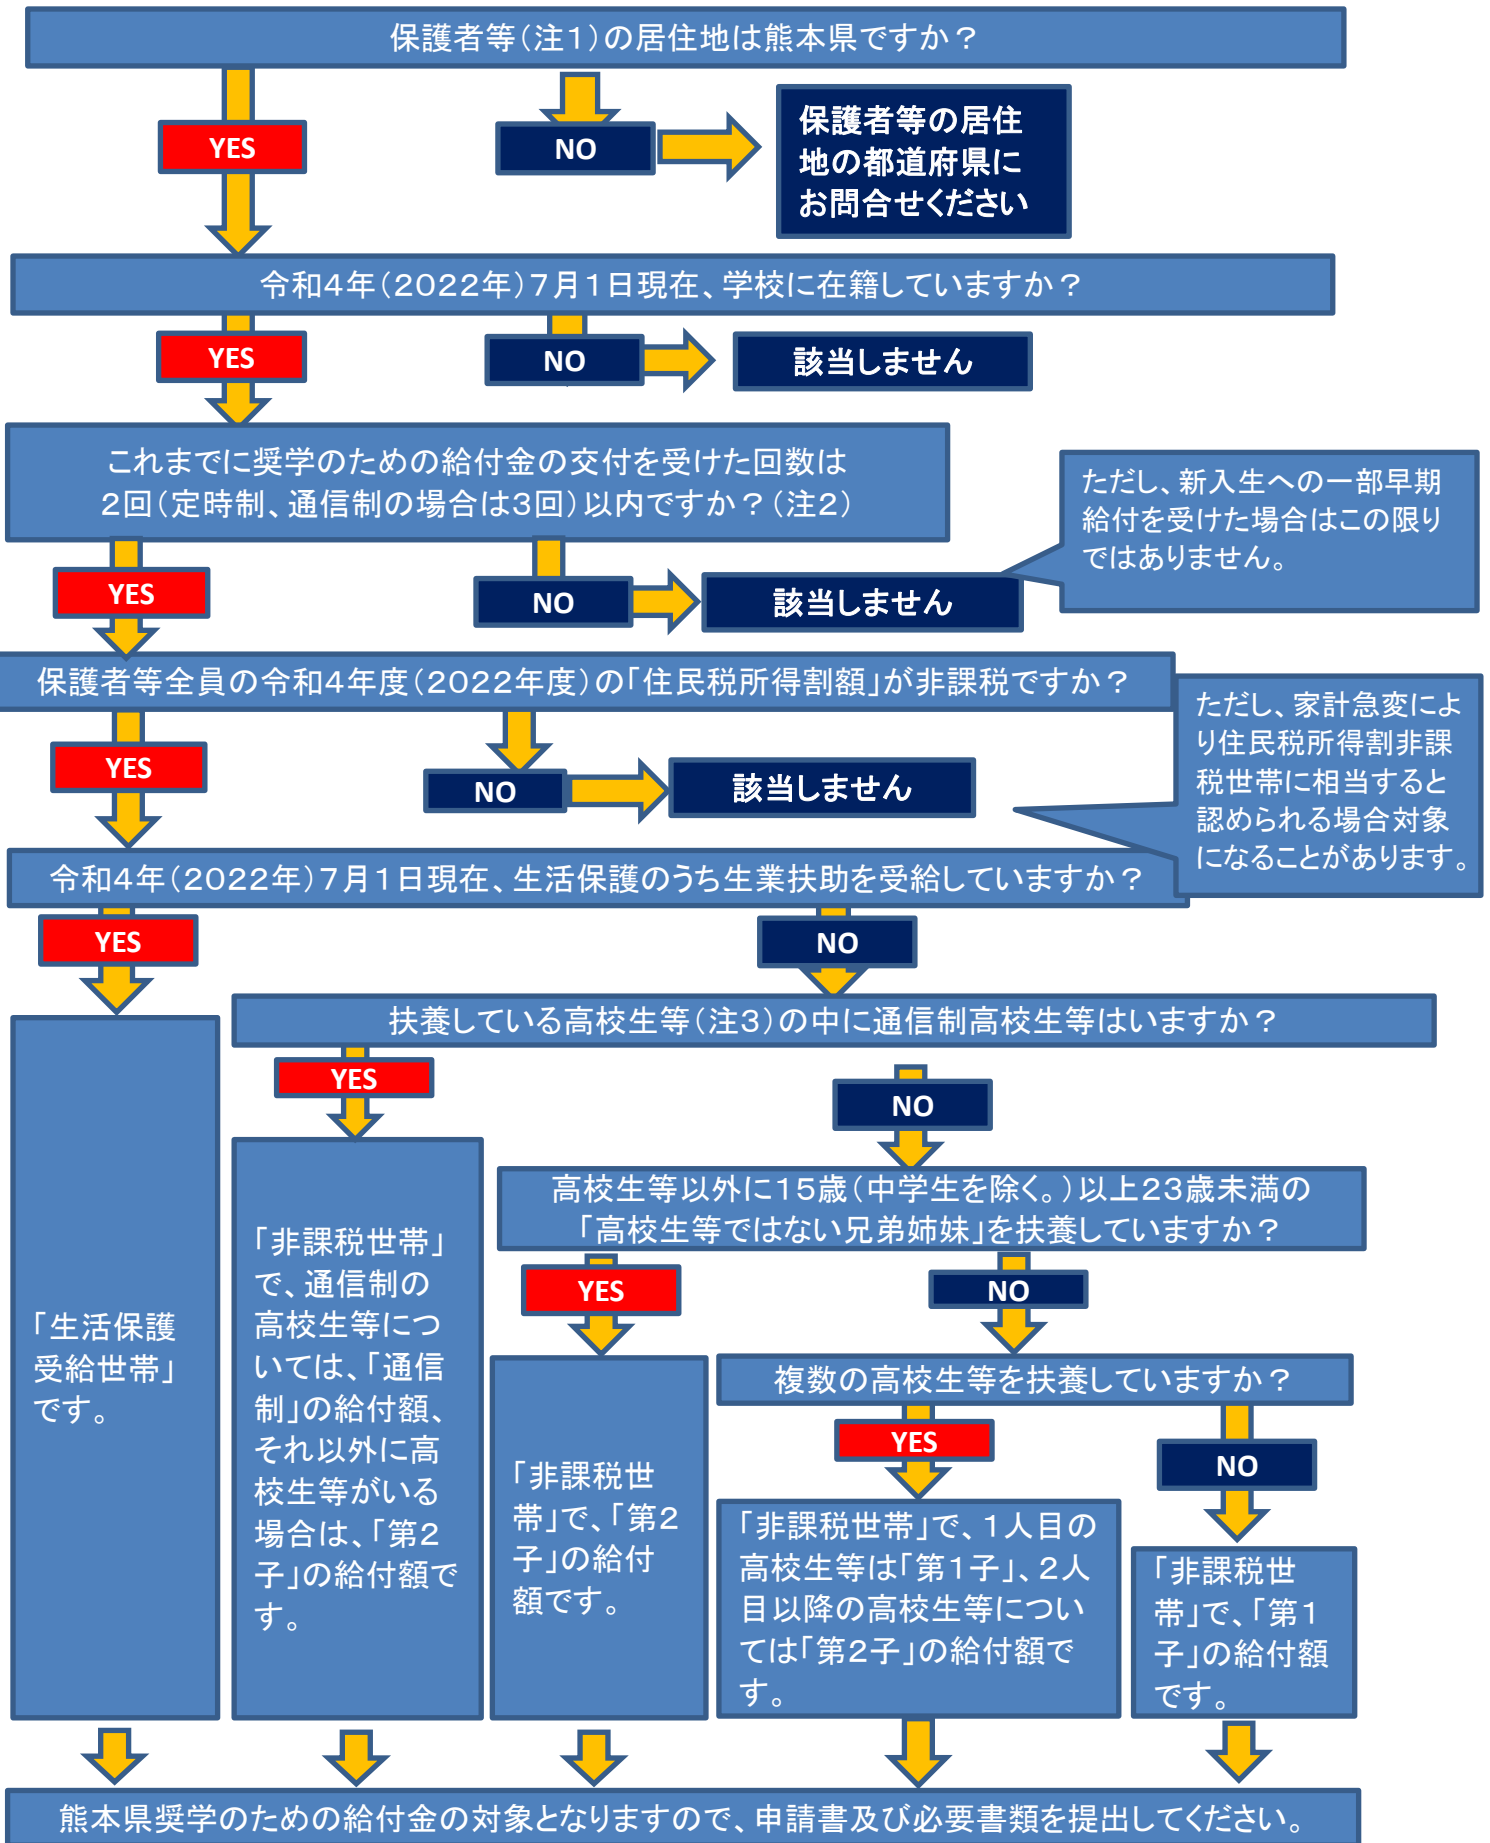 保護者等(注1)の居住地は熊本県ですか?
YES
NO
保護者等の居住
地の都道府県に
お問合せください
令和4年(2022年)7月1日現在、学校に在籍していますか?
YES
NO
該当しません
これまでに奨学のための給付金の交付を受けた回数は
2回(定時制、通信制の場合は3回)以内ですか?(注2)
ただし、新入生への一部早期
給付を受けた場合はこの限り
ではありません。
YES
NO
該当しません
保護者等全員の令和4年度(2022年度)の「住民税所得割額」が非課税ですか?
ただし、家計急変によ
り住民税所得割非課
税世帯に相当すると
認められる場合対象
になることがあります。
YES
NO
該当しません
令和4年(2022年)7月1日現在、生活保護のうち生業扶助を受給していますか?
YES
NO
扶養している高校生等(注3)の中に通信制高校生等はいますか?
YES
NO
高校生等以外に15歳(中学生を除く。)以上23歳未満の
「高校生等ではない兄弟姉妹」を扶養していますか?
YES
NO
複数の高校生等を扶養していますか?
YES
NO
「生活保護
受給世帯」
です。
「非課税世帯」
で、通信制の
高校生等につ
いては、「通信
制」の給付額、
それ以外に高
校生等がいる
場合は、「第2
子」の給付額で
す。
「非課税世
帯」で、「第2
子」の給付
額です。
「非課税世帯」で、1人目の
高校生等は「第1子」、2人
目以降の高校生等につい
ては「第2子」の給付額で
す。
「非課税世
帯」で、「第1
子」の給付額
です。
熊本県奨学のための給付金の対象となりますので、申請書及び必要書類を提出してください。